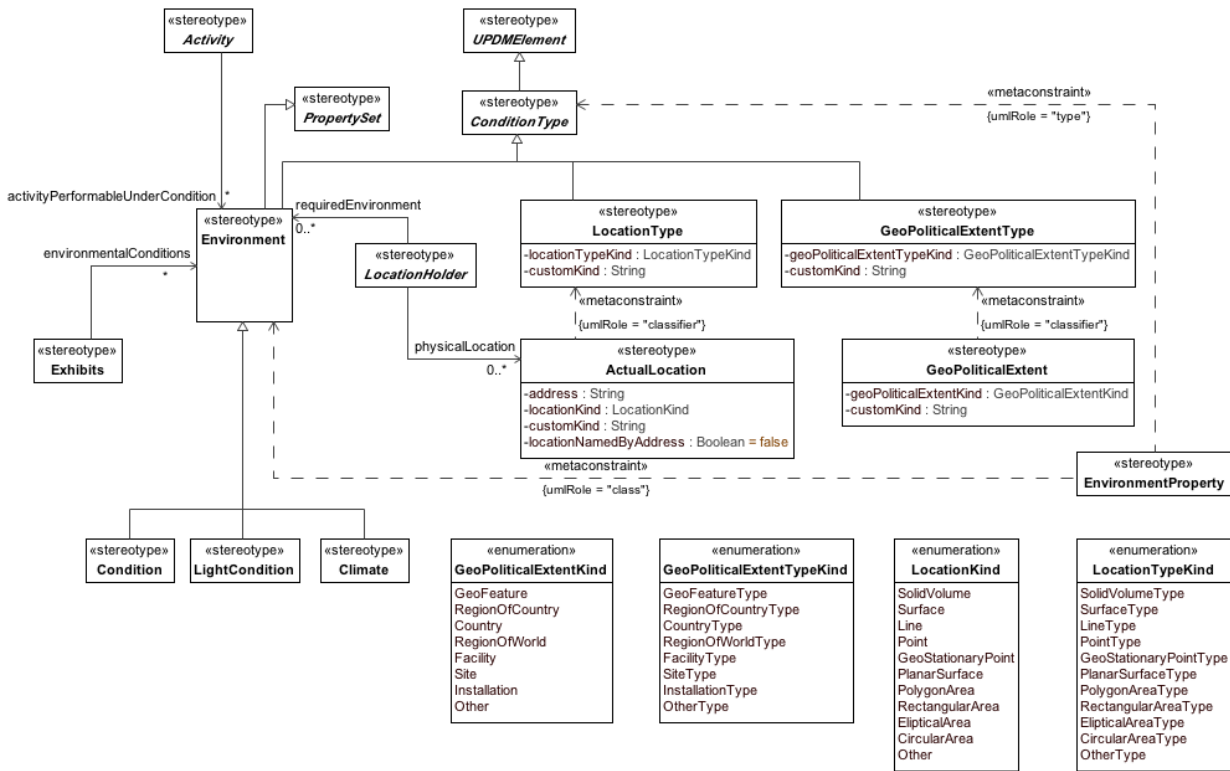 «stereotype»
Activity
«stereotype»
UPDMElement
«stereotype»
PropertySet
«stereotype»
ConditionType
«metaconstraint»
{umlRole = "type"}
activityPerformableUnderCondition
*
«stereotype»
Environment
requiredEnvironment
0..*
environmentalConditions
*
«stereotype»
LocationHolder
«stereotype»
LocationType
-locationTypeKind : LocationTypeKind
-customKind : String
«stereotype»
GeoPoliticalExtentType
-geoPoliticalExtentTypeKind : GeoPoliticalExtentTypeKind
-customKind : String
«metaconstraint»
{umlRole = "classifier"}
«metaconstraint»
{umlRole = "classifier"}
«stereotype»
Exhibits
physicalLocation
0..*
«stereotype»
ActualLocation
-address : String
-locationKind : LocationKind
-customKind : String
-locationNamedByAddress : Boolean = false
«stereotype»
GeoPoliticalExtent
-geoPoliticalExtentKind : GeoPoliticalExtentKind
-customKind : String
«metaconstraint»
{umlRole = "class"}
«stereotype»
EnvironmentProperty
«stereotype»
Condition
«stereotype»
LightCondition
«stereotype»
Climate
«enumeration»
GeoPoliticalExtentKind
GeoFeature
RegionOfCountry
Country
RegionOfWorld
Facility
Site
Installation
Other
«enumeration»
GeoPoliticalExtentTypeKind
GeoFeatureType
RegionOfCountryType
CountryType
RegionOfWorldType
FacilityType
SiteType
InstallationType
OtherType
«enumeration»
LocationKind
SolidVolume
Surface
Line
Point
GeoStationaryPoint
PlanarSurface
PolygonArea
RectangularArea
ElipticalArea
CircularArea
Other
«enumeration»
LocationTypeKind
SolidVolumeType
SurfaceType
LineType
PointType
GeoStationaryPointType
PlanarSurfaceType
PolygonAreaType
RectangularAreaType
ElipticalAreaType
CircularAreaType
OtherType